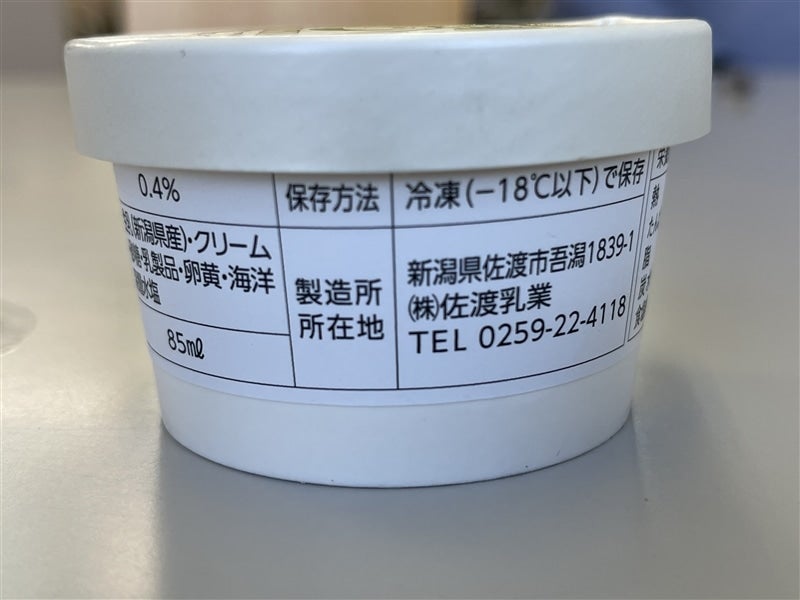 0.4%
(新潟県産)・クリーム
・乳製品・卵黄・海洋
水塩
85mℓ
保存方法
冷凍(－18℃以下)で保存
製造所
所在地
新潟県佐渡市吾潟1839-1
(株)佐渡乳業
TEL 0259-22-4118